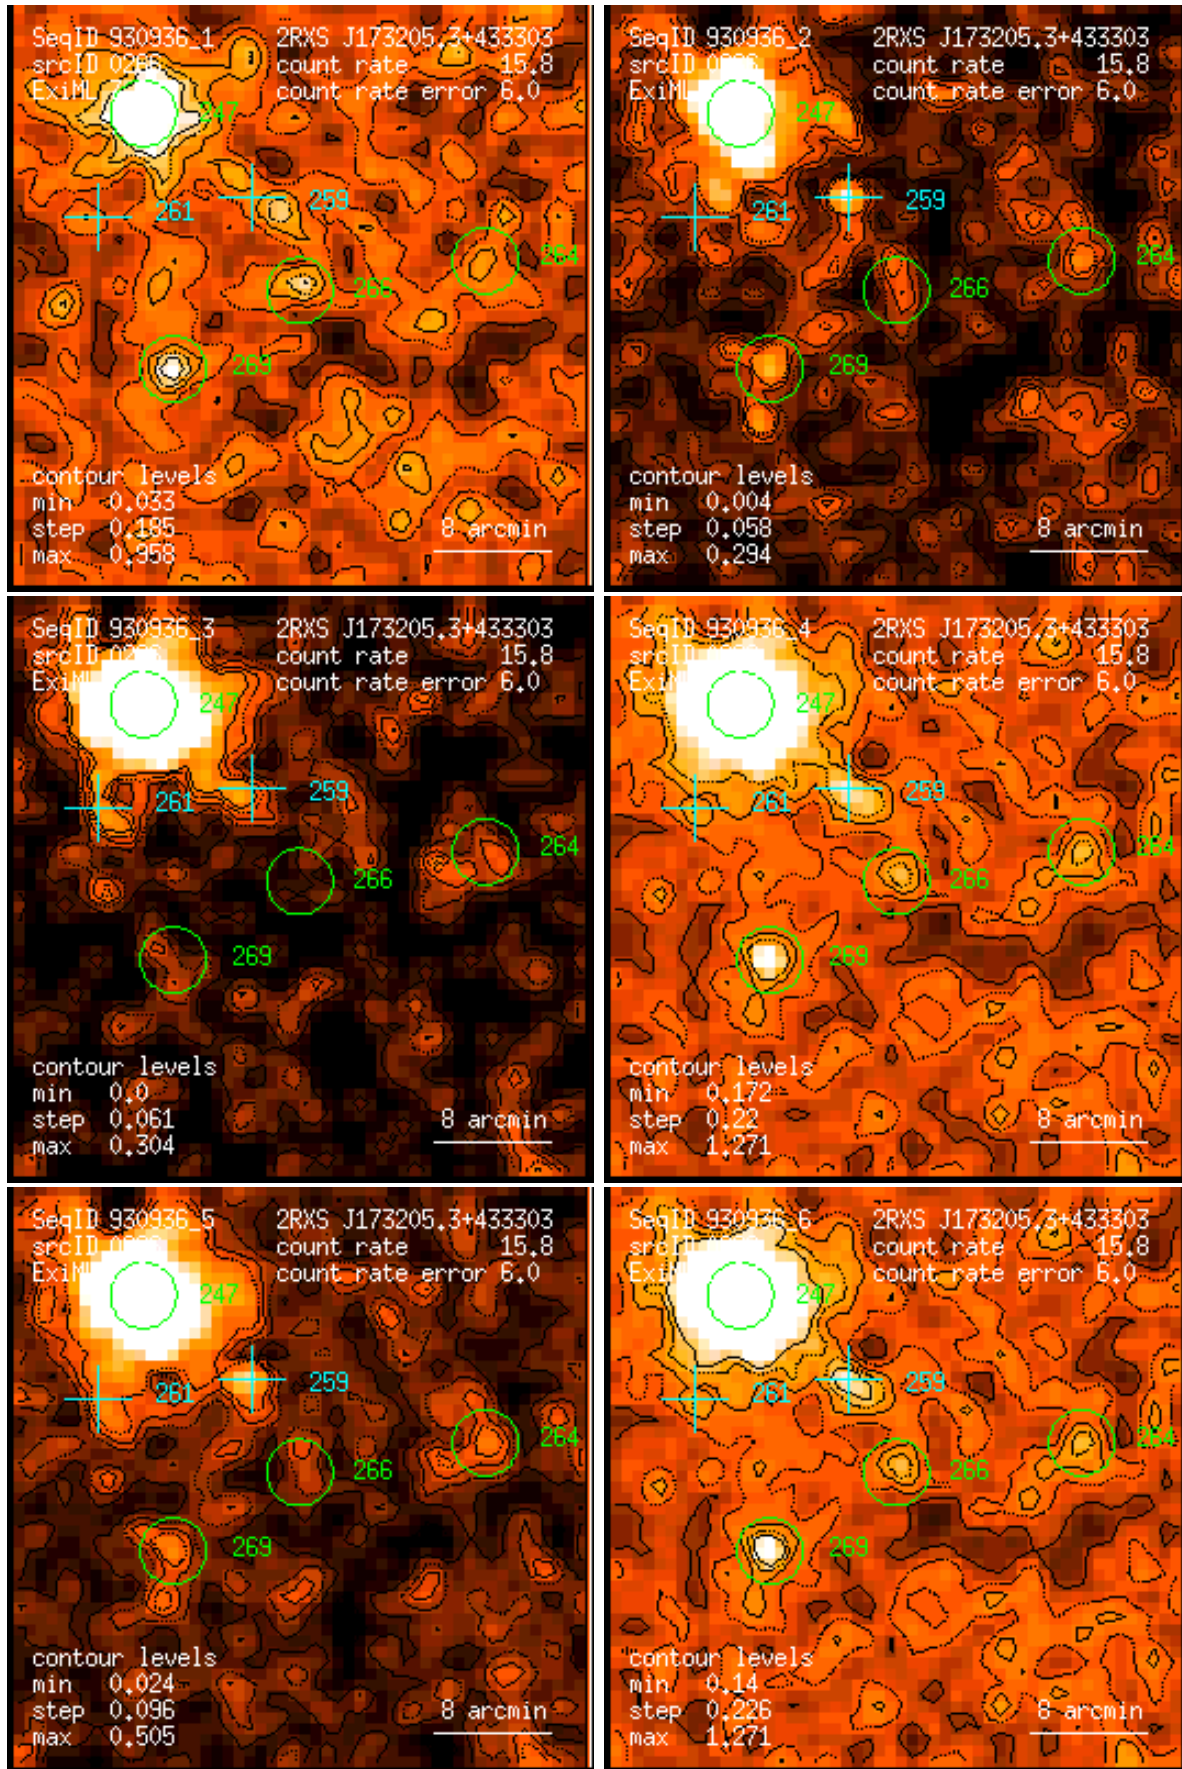 SeqID 930936_1 2RXS J173205.3+433303
srcID count rate 15.8
ExiML count rate error 6.0
247
261 259
264
266
269
contour levels
min 0.033
step 0.185 8 arcmin
max 0.958
SeqID 930936_2 2RXS J173205.3+433303
srcID count rate 15.8
ExiML count rate error 6.0
247
261 259
264
266
269
contour levels
min 0.004
step 0.058 8 arcmin
max 0.294
SeqID 930936_3 2RXS J173205.3+433303
srcID count rate 15.8
count rate error 6.0
247
261 259
264
266
269
contour levels
min 0.0
step 0.061 8 arcmin
max 0.304
SeqID 930936_4 2RXS J173205.3+433303
srcID count rate 15.8
count rate error 6.0
247
261 259
264
266
269
contour levels
min 0.172
step 0.22 8 arcmin
max 1.271
SeqID 930936_5 2RXS J173205.3+433303
srcID count rate 15.8
count rate error 6.0
247
261 259
264
266
269
contour levels
min 0.024
step 0.096 8 arcmin
max 0.505
SeqID 930936_6 2RXS J173205.3+433303
srcID count rate 15.8
count rate error 6.0
247
261 259
264
266
269
contour levels
min 0.14
step 0.226 8 arcmin
max 1.271